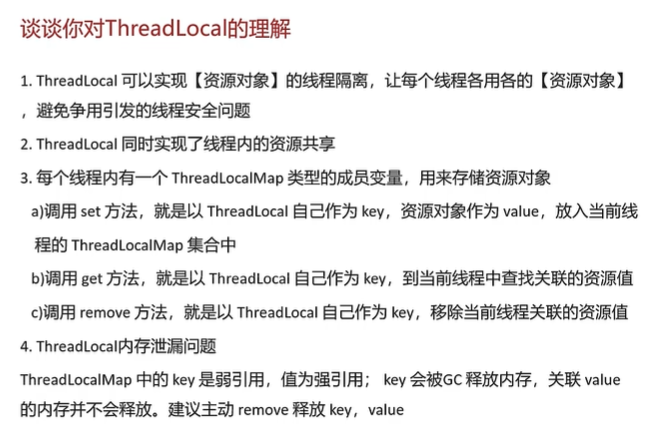 谈谈你对ThreadLocal的理解
1. ThreadLocal 可以实现【资源对象】的线程隔离，让每个线程各用各的【资源对象】
，避免争用引发的线程安全问题
2. ThreadLocal 同时实现了线程内的资源共享
3. 每个线程内有一个 ThreadLocalMap 类型的成员变量，用来存储资源对象
a)调用 set 方法，就是以 ThreadLocal 自己作为 key，资源对象作为 value，放入当前线
程的 ThreadLocalMap 集合中
b)调用 get 方法，就是以 ThreadLocal 自己作为 key，到当前线程中查找关联的资源值
c)调用 remove 方法，就是以 ThreadLocal 自己作为 key，移除当前线程关联的资源值
4. ThreadLocal内存泄漏问题
ThreadLocalMap 中的 key 是弱引用，值为强引用； key 会被GC 释放内存，关联 value
的内存并不会释放。建议主动 remove 释放 key，value